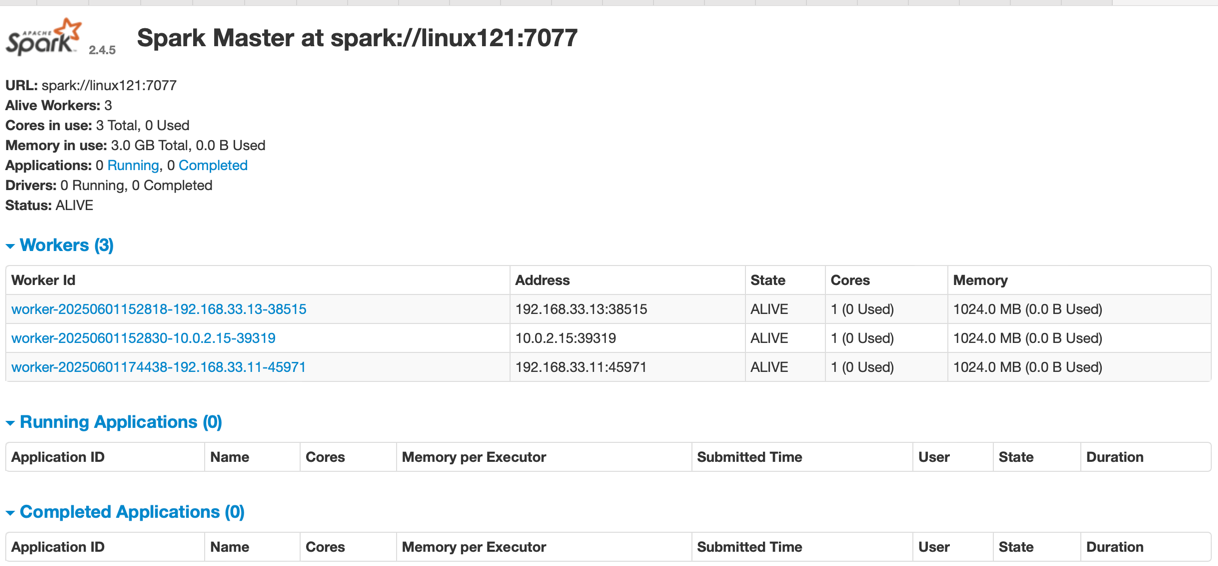 APACHE
Spark 2.4.5 Spark Master at spark://linux121:7077
URL: spark://linux121:7077
Alive Workers: 3
Cores in use: 3 Total, 0 Used
Memory in use: 3.0 GB Total, 0.0 B Used
Applications: 0 Running, 0 Completed
Drivers: 0 Running, 0 Completed
Status: ALIVE
Workers (3)
Worker Id Address State Cores Memory
worker-20250601152818-192.168.33.13-38515 192.168.33.13:38515 ALIVE 1 (0 Used) 1024.0 MB (0.0 B Used)
worker-20250601152830-10.0.2.15-39319 10.0.2.15:39319 ALIVE 1 (0 Used) 1024.0 MB (0.0 B Used)
worker-20250601174438-192.168.33.11-45971 192.168.33.11:45971 ALIVE 1 (0 Used) 1024.0 MB (0.0 B Used)
Running Applications (0)
Application ID Name Cores Memory per Executor Submitted Time User State Duration
Completed Applications (0)
Application ID Name Cores Memory per Executor Submitted Time User State Duration